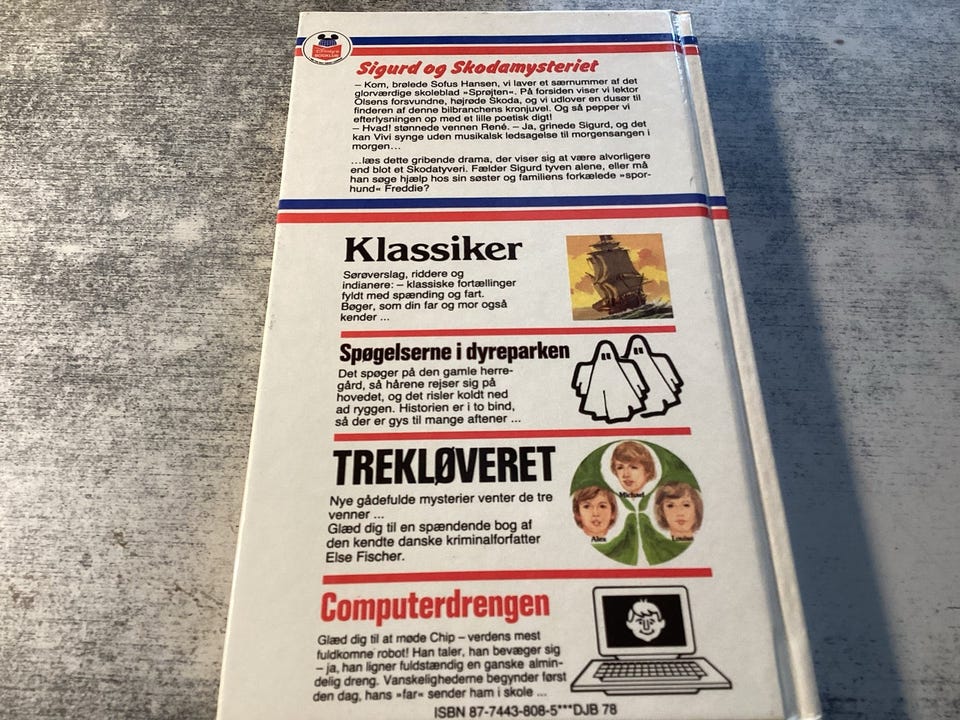 Disney's
Sigurd og Skodamysteriet
– Kom, brølede Sofus Hansen, vi laver et særnummer af det
glorværdige skoleblad »Sprøjten«. På forsiden viser vi lektor
Olsens forsvundne, højrøde Skoda, og vi udlover en dusør til
finderen af denne bilbranchens kronjuvel. Og så pepper vi
efterlysningen op med et lille poetisk digt!
– Hvad! stønnede vennen René. – Ja, grinede Sigurd, og det
kan Vivi synge uden musikalsk ledsagelse til morgensangen i
morgen...
...læs dette gribende drama, der viser sig at være alvorligere
end blot et Skodatyveri. Fælder Sigurd tyven alene, eller må
han søge hjælp hos sin søster og familiens forkælede »spor-
hund« Freddie?
Klassiker
Sørøverslag, riddere og
indianere: – klassiske fortællinger
fyldt med spænding og fart.
Bøger, som din far og mor også
kender ...
Spøgelserne i dyreparken
Det spøger på den gamle herre-
gård, så hårene rejser sig på
hovedet, og det risler koldt ned
ad ryggen. Historien er i to bind,
så der er gys til mange aftener ...
TREKLØVERET
Nye gådefulde mysterier venter de tre
venner ...
Glæd dig til en spændende bog af
den kendte danske kriminalforfatter
Else Fischer.
Michael
Alex
Louise
Computerdrengen
Glæd dig til at møde Chip – verdens mest
fuldkomne robot! Han taler, han bevæger sig
– ja, han ligner fuldstændig en ganske almin-
delig dreng. Vanskelighederne begynder først
den dag, hans »far« sender ham i skole ...
ISBN 87-7443-808-5***DJB 78